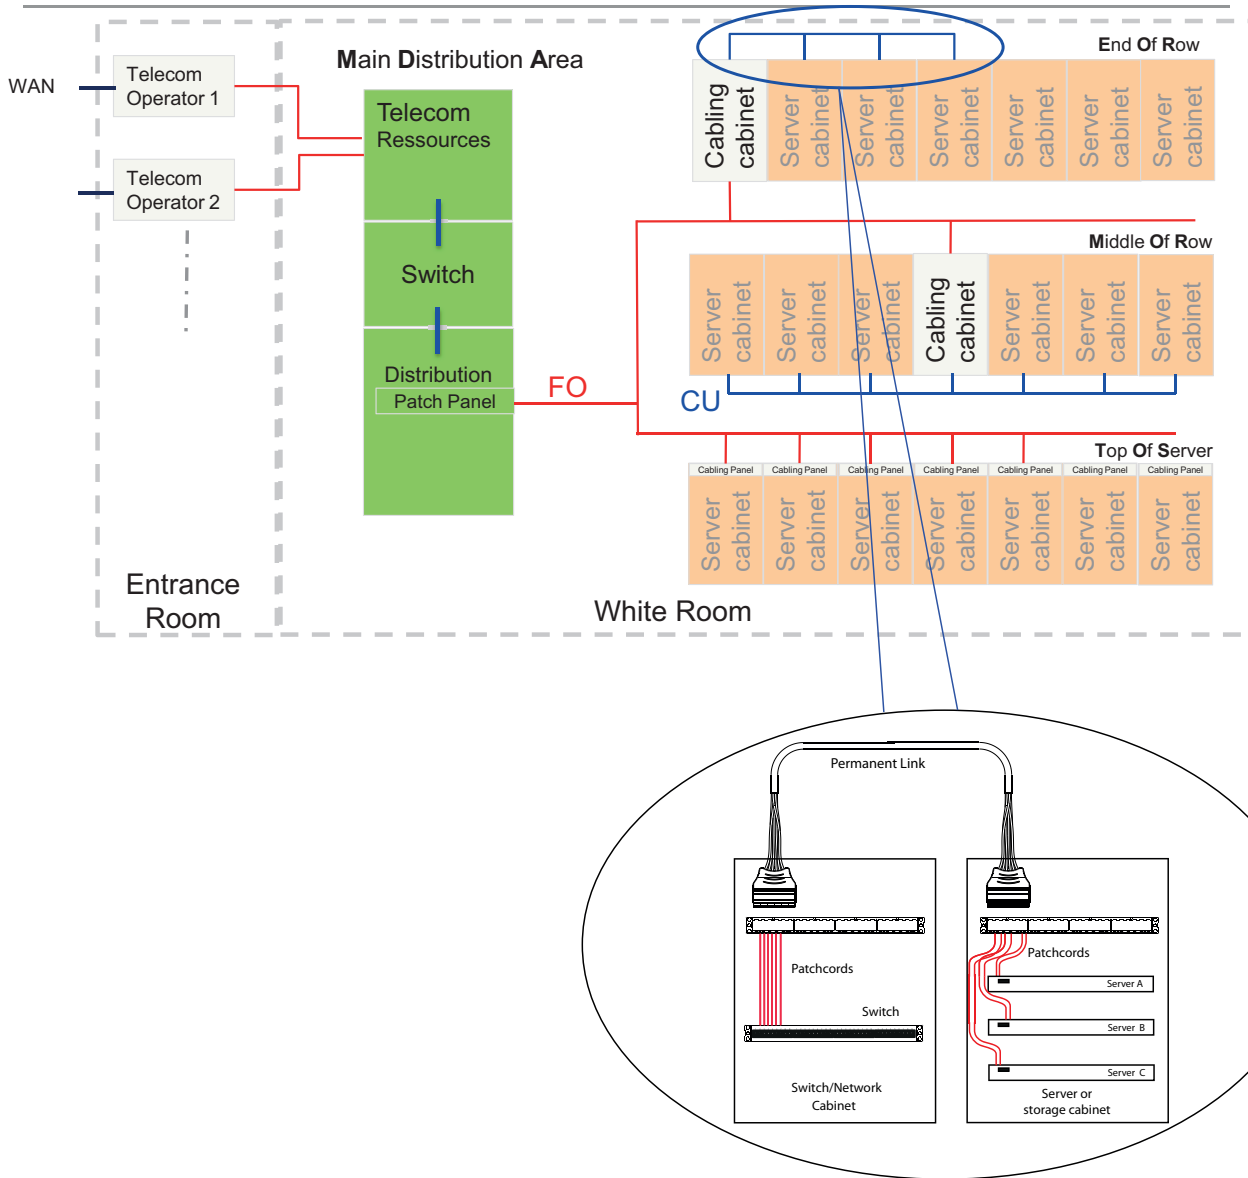 WAN
Telecom
Operator 1
Telecom
Operator 2
Entrance
Room
Main Distribution Area
Telecom
Ressources
Switch
Distribution
Patch Panel
FO
White Room
End Of Row
Cabling
cabinet
Server
cabinet
Server
cabinet
Server
cabinet
Server
cabinet
Server
cabinet
Server
cabinet
Middle Of Row
Server
cabinet
Server
cabinet
Server
cabinet
Cabling
cabinet
Server
cabinet
Server
cabinet
Server
cabinet
CU
Top Of Server
Cabling Panel
Cabling Panel
Cabling Panel
Cabling Panel
Cabling Panel
Cabling Panel
Cabling Panel
Server
cabinet
Server
cabinet
Server
cabinet
Server
cabinet
Server
cabinet
Server
cabinet
Server
cabinet
Permanent Link
Patchcords
Switch
Switch/Network
Cabinet
Patchcords
Server A
Server B
Server C
Server or
storage cabinet